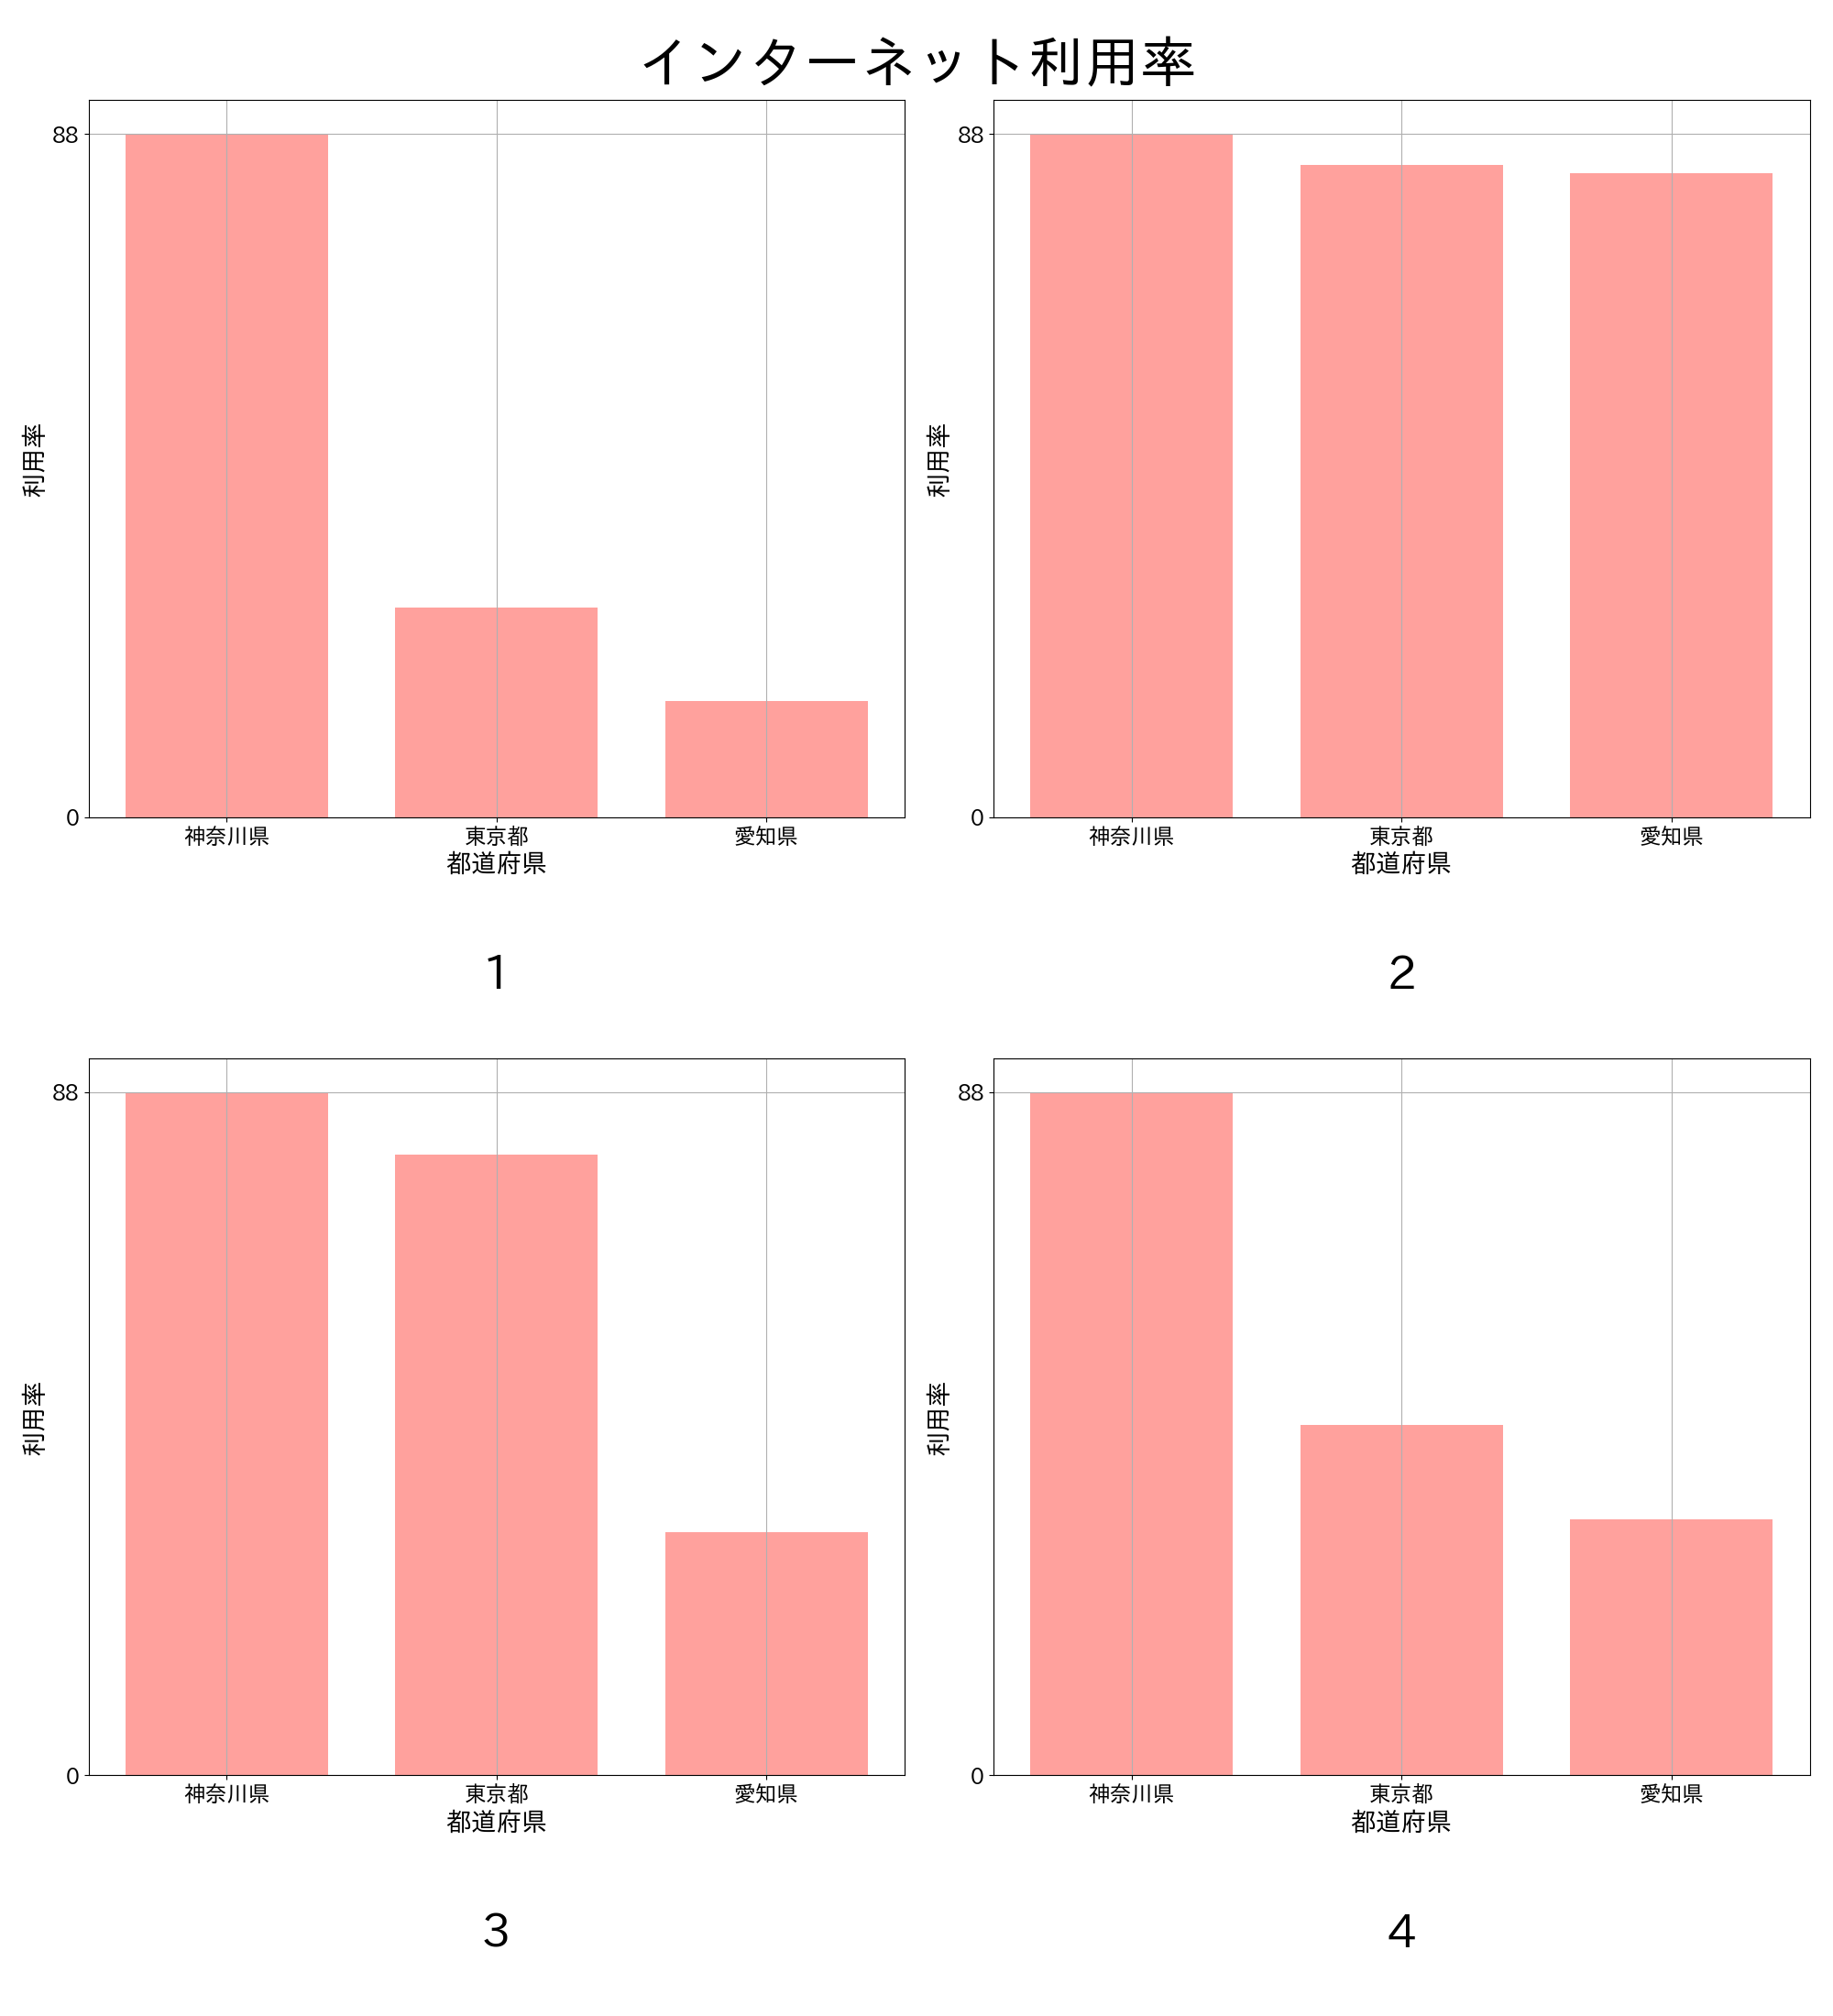 インターネット利用率
88
0
利用率
神奈川県 東京都 愛知県
都道府県
1
88
0
利用率
神奈川県 東京都 愛知県
都道府県
2
88
0
利用率
神奈川県 東京都 愛知県
都道府県
3
88
0
利用率
神奈川県 東京都 愛知県
都道府県
4